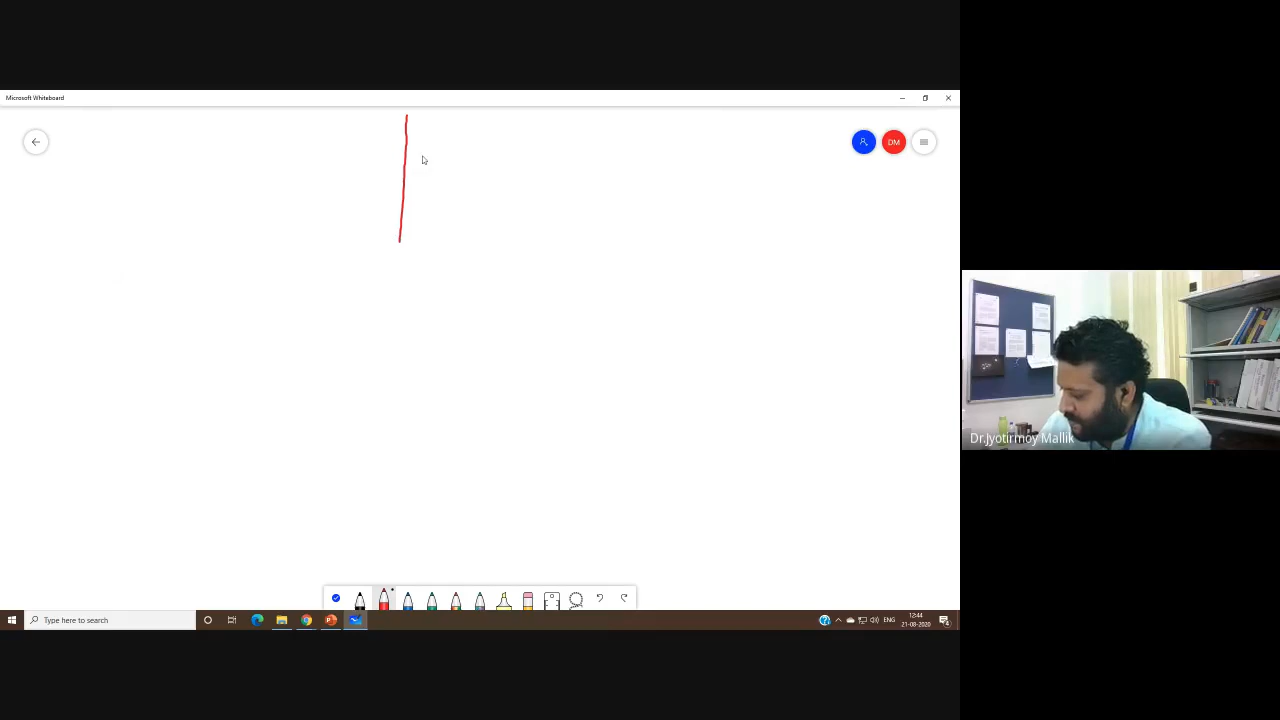 Microsoft Whiteboard
DM
Dr.Jyotirmoy Mallik
Type here to search
ENG
12:44
21-08-2020